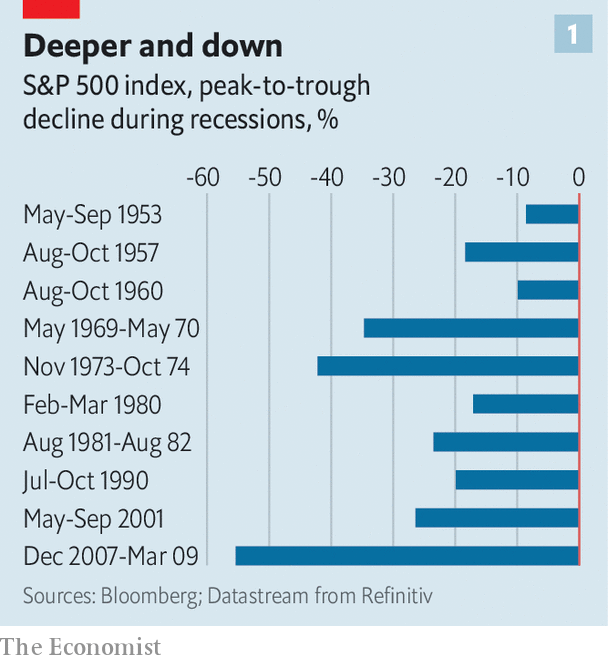 1
Deeper and down
S&P 500 index, peak-to-trough
decline during recessions, %
-60 -50 -40 -30 -20 -10 0
May-Sep 1953
Aug-Oct 1957
Aug-Oct 1960
May 1969-May 70
Nov 1973-Oct 74
Feb-Mar 1980
Aug 1981-Aug 82
Jul-Oct 1990
May-Sep 2001
Dec 2007-Mar 09
Sources: Bloomberg; Datastream from Refinitiv
The Economist